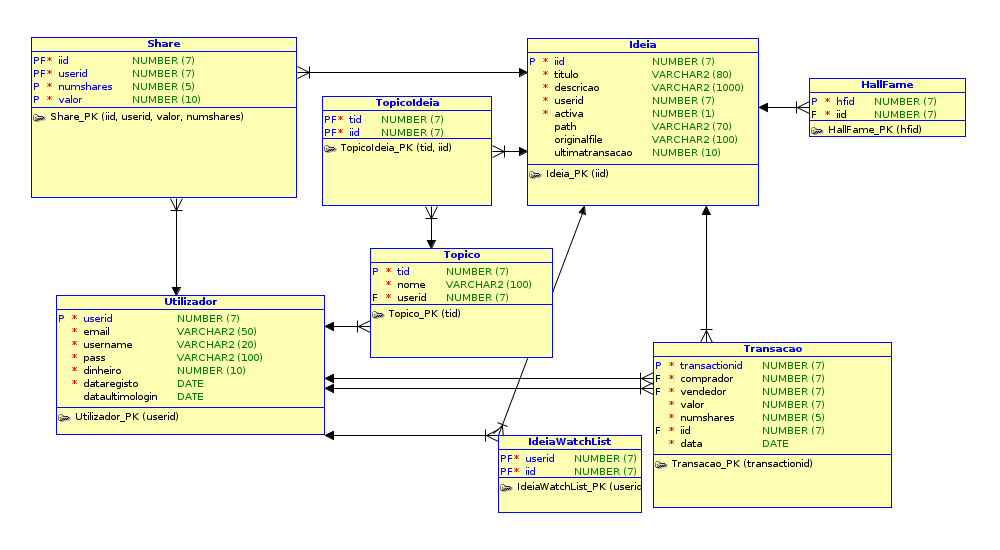 Share
PF* iid NUMBER (7)
PF* userid NUMBER (7)
P * numshares NUMBER (5)
P * valor NUMBER (10)
Share_PK (iid, userid, valor, numshares)
TopicoIdeia
PF* tid NUMBER (7)
PF* iid NUMBER (7)
TopicoIdeia_PK (tid, iid)
Ideia
P * iid NUMBER (7)
* titulo VARCHAR2 (80)
* descricao VARCHAR2 (1000)
* userid NUMBER (7)
* activa NUMBER (1)
path VARCHAR2 (70)
originalfile VARCHAR2 (100)
ultimatransacao NUMBER (10)
Ideia_PK (iid)
HallFame
P * hfid NUMBER (7)
F * iid NUMBER (7)
HallFame_PK (hfid)
Topico
P * tid NUMBER (7)
* nome VARCHAR2 (100)
F * userid NUMBER (7)
Topico_PK (tid)
Utilizador
P * userid NUMBER (7)
* email VARCHAR2 (50)
* username VARCHAR2 (20)
* pass VARCHAR2 (100)
* dinheiro NUMBER (10)
* dataregisto DATE
dataultimologin DATE
Utilizador_PK (userid)
Transacao
P * transactionid NUMBER (7)
F * comprador NUMBER (7)
F * vendedor NUMBER (7)
* valor NUMBER (7)
* numshares NUMBER (5)
F * iid NUMBER (7)
* data DATE
Transacao_PK (transactionid)
IdeiaWatchList
PF* userid NUMBER (7)
PF* iid NUMBER (7)
IdeiaWatchList_PK (userid